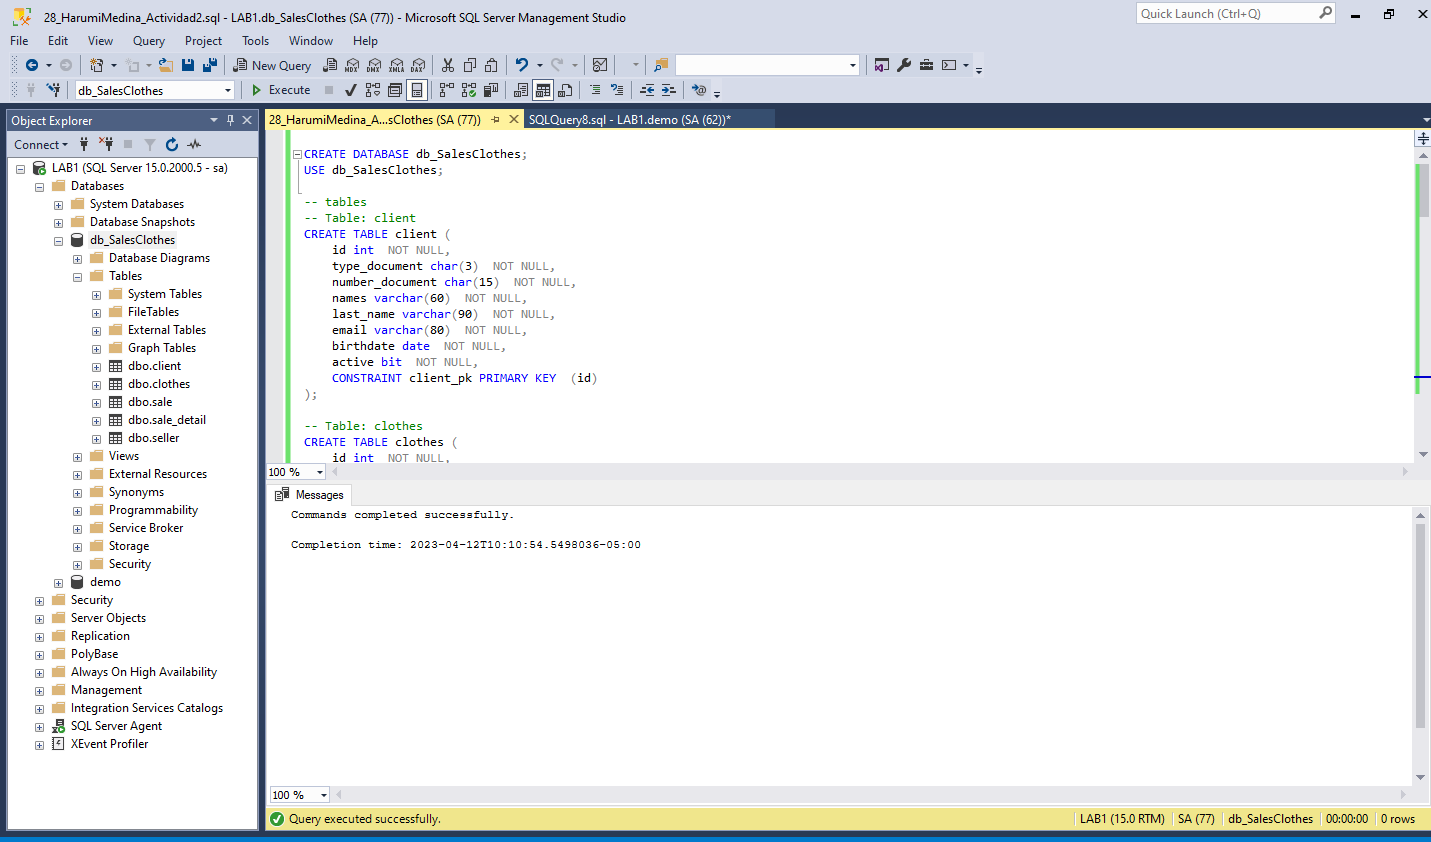 28_HarumiMedina_Actividad2.sql - LAB1.db_SalesClothes (SA (77)) - Microsoft SQL Server Management Studio
Quick Launch (Ctrl+Q)
File Edit View Query Project Tools Window Help
New Query MDX DMX XMLA DAX
db_SalesClothes Execute
Object Explorer
Connect
LAB1 (SQL Server 15.0.2000.5 - sa)
Databases
System Databases
Database Snapshots
db_SalesClothes
Database Diagrams
Tables
System Tables
FileTables
External Tables
Graph Tables
dbo.client
dbo.clothes
dbo.sale
dbo.sale_detail
dbo.seller
Views
External Resources
Synonyms
Programmability
Service Broker
Storage
Security
demo
Security
Server Objects
Replication
PolyBase
Always On High Availability
Management
Integration Services Catalogs
SQL Server Agent
XEvent Profiler
28_HarumiMedina_A...sClothes (SA (77)) SQLQuery8.sql - LAB1.demo (SA (62))*
CREATE DATABASE db_SalesClothes;
USE db_SalesClothes;
-- tables
-- Table: client
CREATE TABLE client (
id int  NOT NULL,
type_document char(3)  NOT NULL,
number_document char(15)  NOT NULL,
names varchar(60)  NOT NULL,
last_name varchar(90)  NOT NULL,
email varchar(80)  NOT NULL,
birthdate date  NOT NULL,
active bit  NOT NULL,
CONSTRAINT client_pk PRIMARY KEY  (id)
);
-- Table: clothes
CREATE TABLE clothes (
id int  NOT NULL,
100 %
Messages
Commands completed successfully.
Completion time: 2023-04-12T10:10:54.5498036-05:00
100 %
Query executed successfully. LAB1 (15.0 RTM) SA (77) db_SalesClothes 00:00:00 0 rows